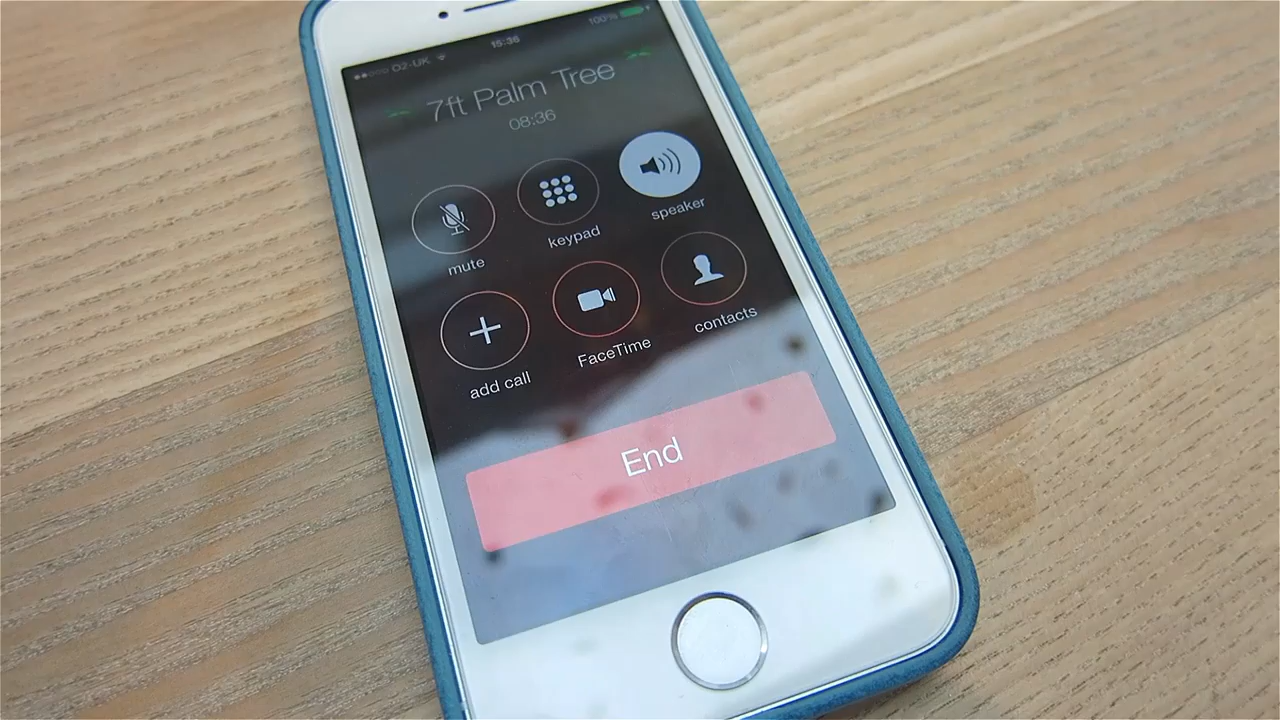 O2-UK 15:36 100%
7ft Palm Tree
08:36
mute keypad speaker
add call FaceTime contacts
End